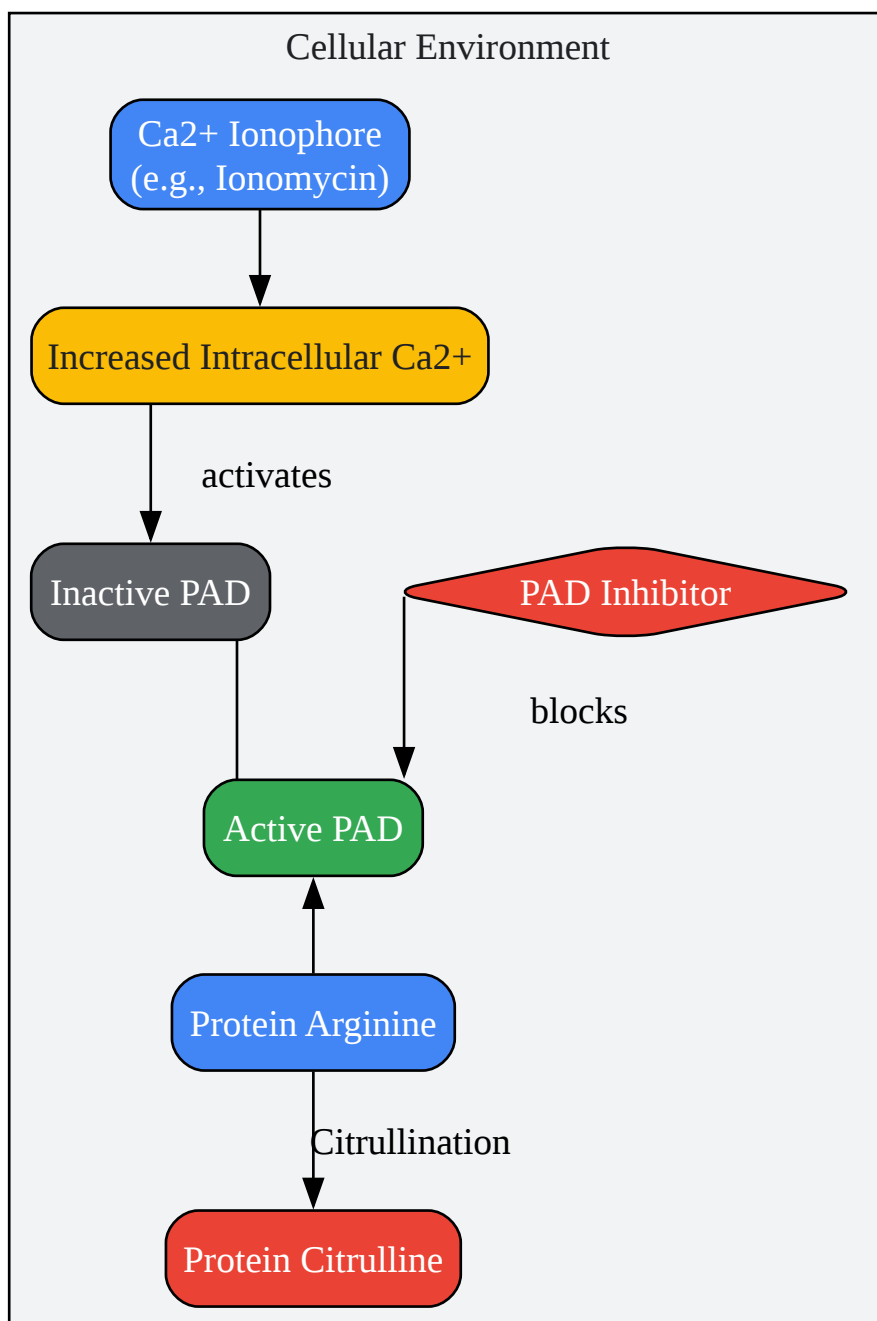 Cellular Environment
Ca2+ Ionophore
(e.g., Ionomycin)
Increased Intracellular Ca2+
activates
Inactive PAD
PAD Inhibitor
blocks
Active PAD
Protein Arginine
Citrullination
Protein Citrulline